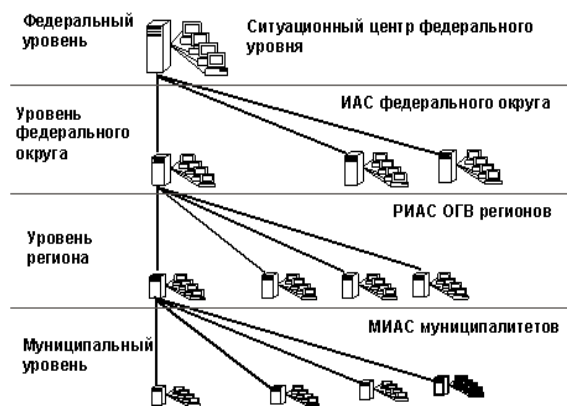 Федеральный
уровень
Ситуационный центр федерального
уровня
Уровень
федерального
округа
ИАС федерального округа
Уровень
региона
РИАС ОГВ регионов
Муниципальный
уровень
МИАС муниципалитетов